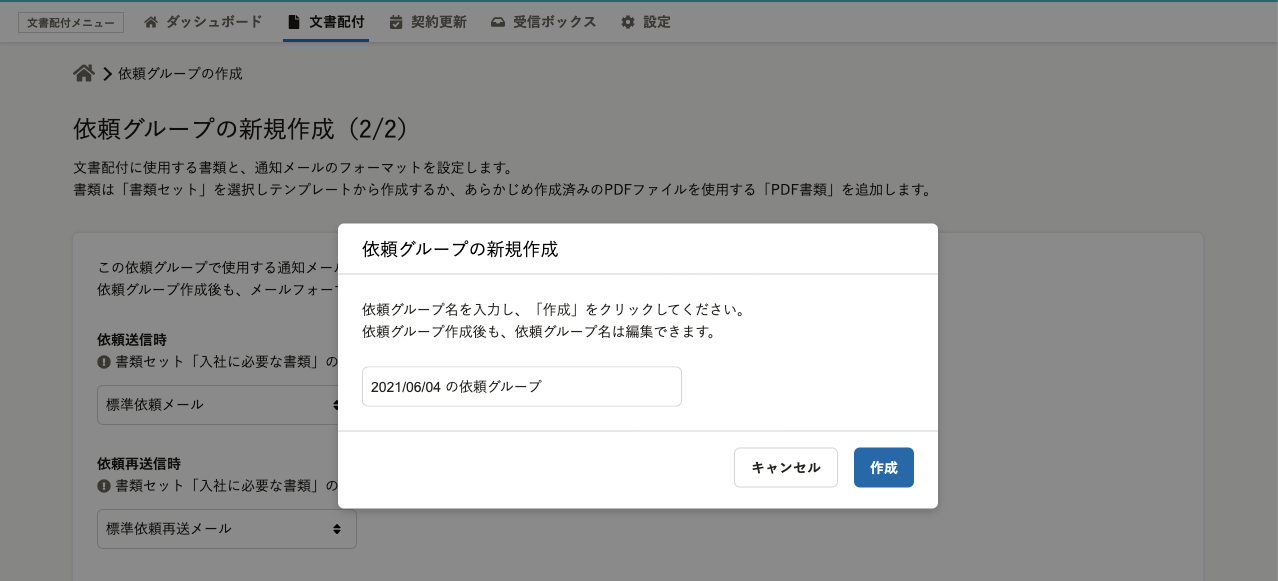 文書配付メニュー
ダッシュボード
文書配付
契約更新
受信ボックス
設定
依頼グループの作成
依頼グループの新規作成（2/2）
文書配付に使用する書類と、通知メールのフォーマットを設定します。
書類は「書類セット」を選択しテンプレートから作成するか、あらかじめ作成済みのPDFファイルを使用する「PDF書類」を追加します。
この依頼グループで使用する通知メー
依頼グループ作成後も、メールフォー
依頼送信時
書類セット「入社に必要な書類」の
標準依頼メール
依頼再送信時
書類セット「入社に必要な書類」の
標準依頼再送メール
依頼グループの新規作成
依頼グループ名を入力し、「作成」をクリックしてください。
依頼グループ作成後も、依頼グループ名は編集できます。
2021/06/04 の依頼グループ
キャンセル
作成